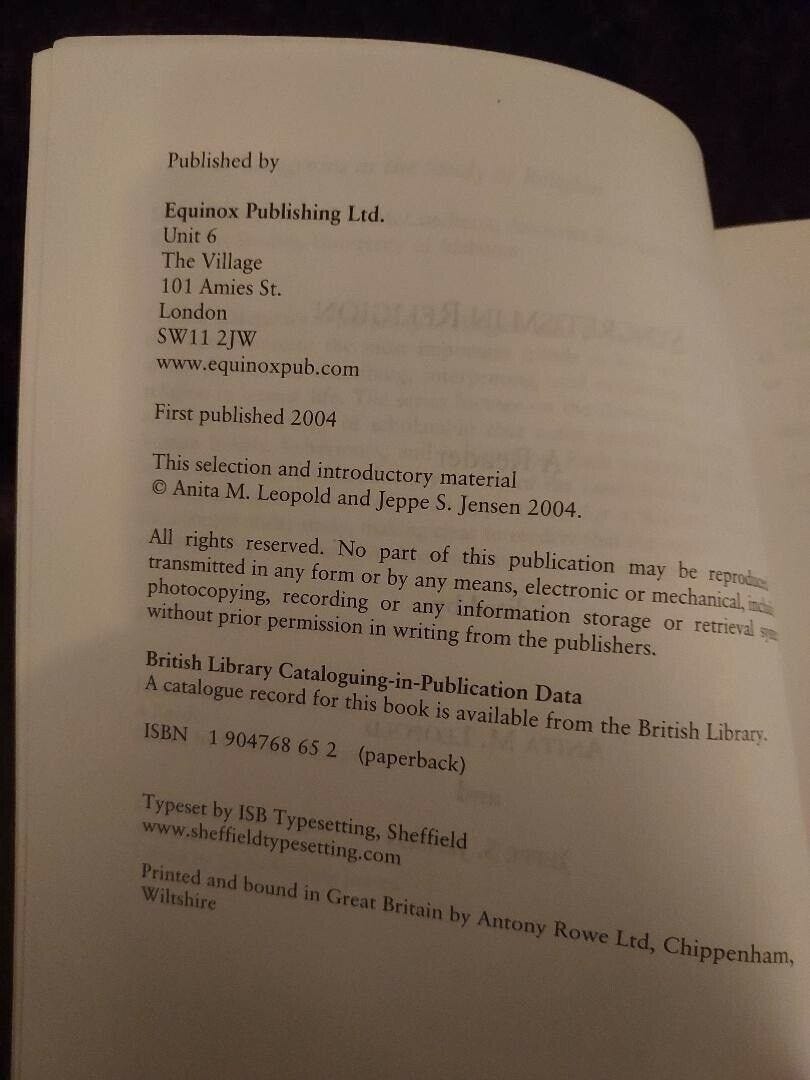 Published by
Equinox Publishing Ltd.
Unit 6
The Village
101 Amies St.
London
SW11 2JW
www.equinoxpub.com
First published 2004
This selection and introductory material
© Anita M. Leopold and Jeppe S. Jensen 2004.
All rights reserved. No part of this publication may be
transmitted in any form or by any means, electronic or mechanical,
photocopying, recording or any information storage or retrieval
without prior permission in writing from the publishers.
British Library Cataloguing-in-Publication Data
A catalogue record for this book is available from the British Library.
ISBN 1 904768 65 2 (paperback)
Typeset by ISB Typesetting, Sheffield
www.sheffieldtypesetting.com
Printed and bound in Great Britain by Antony Rowe Ltd, Chippenham,
Wiltshire